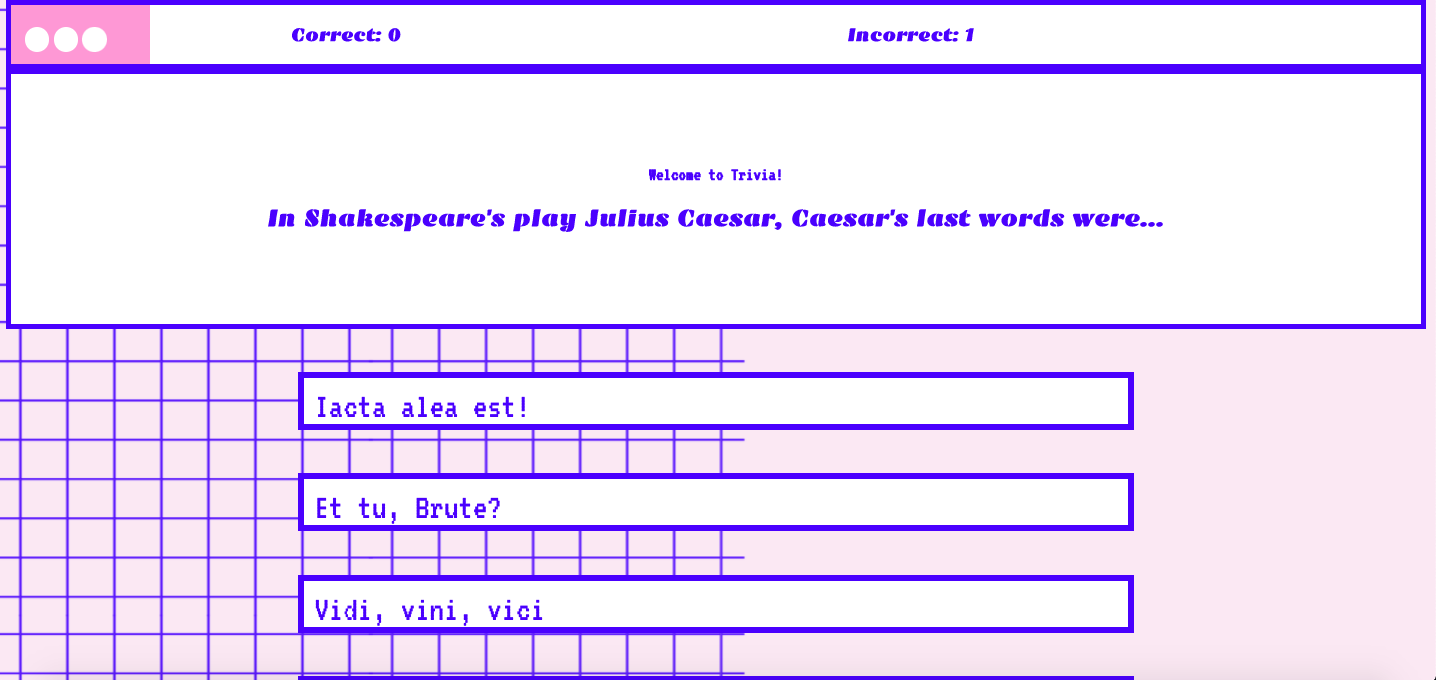 Correct: 0 Incorrect: 1
Welcome to Trivia!
In Shakespeare's play Julius Caesar, Caesar's last words were...
Iacta alea est!
Et tu, Brute?
Vidi, vini, vici